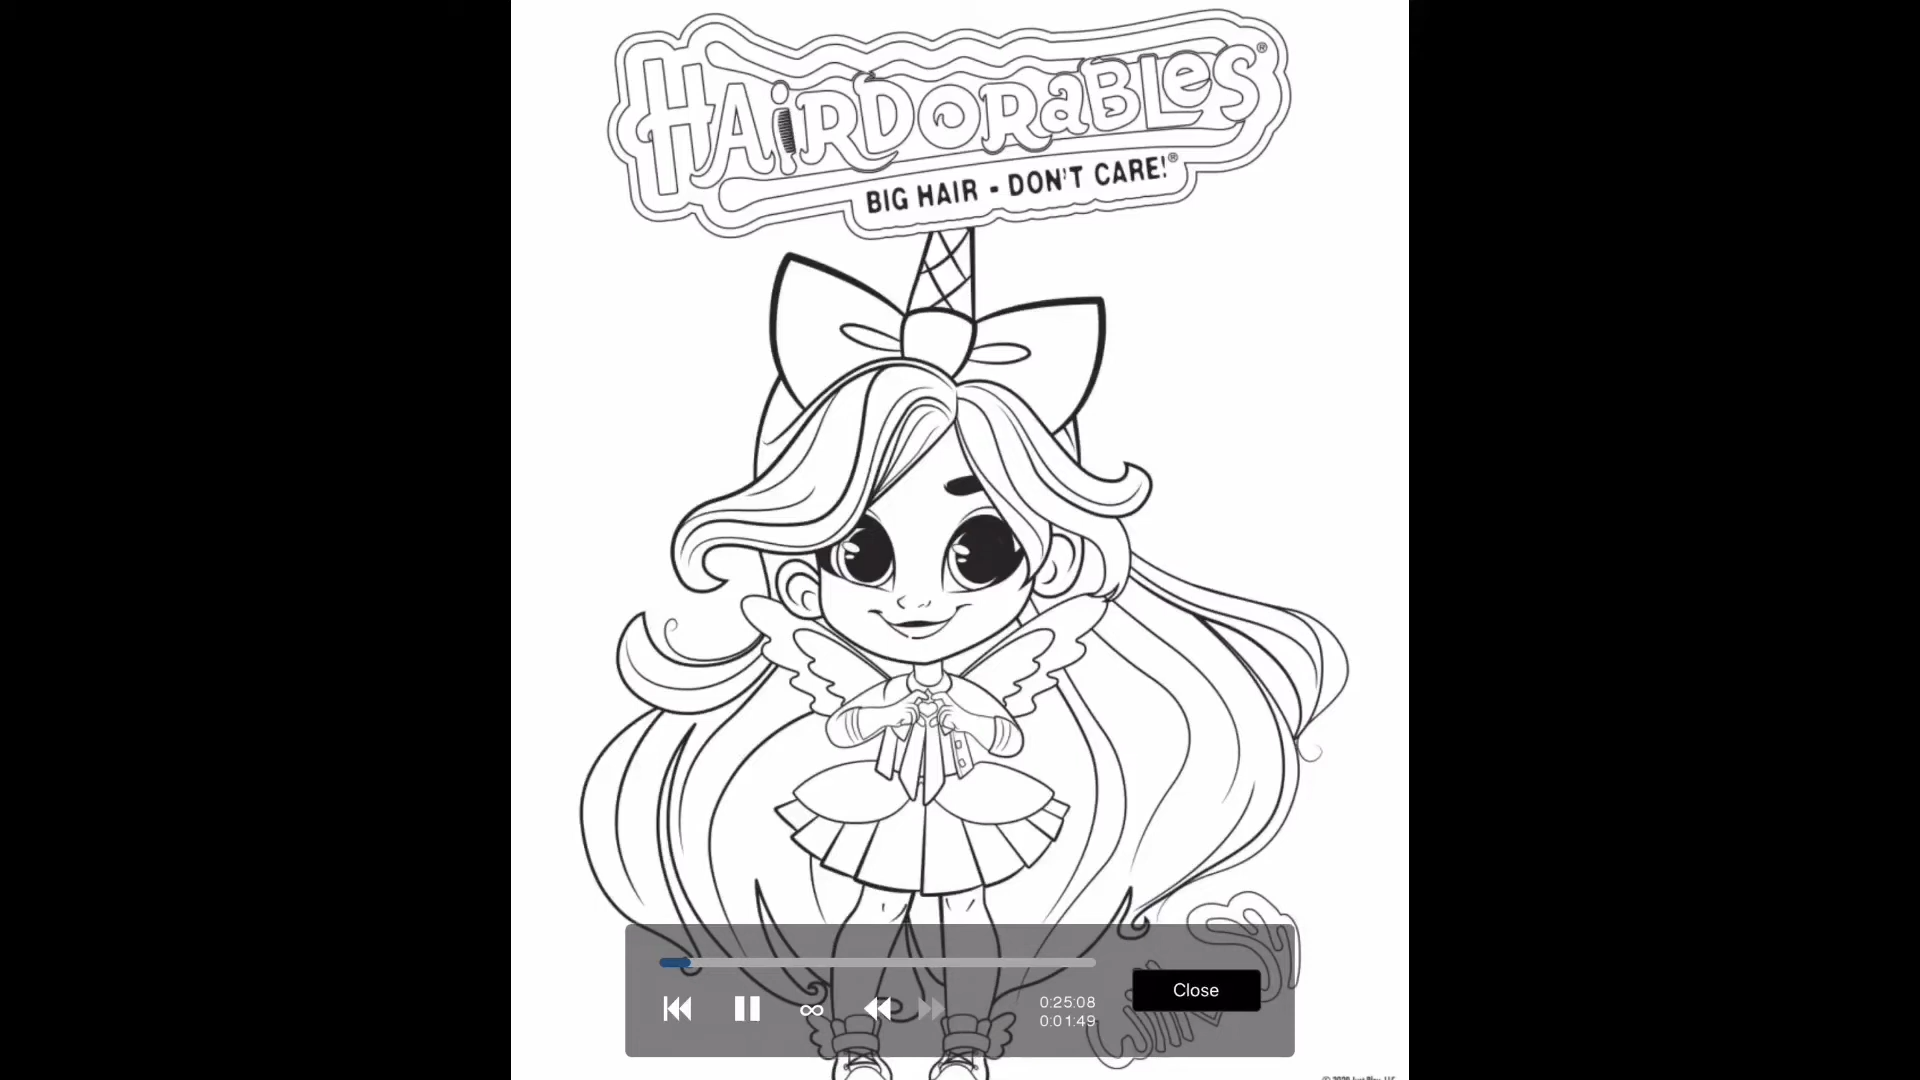 HAIRDORABLES®
BIG HAIR - DON'T CARE!®
0:25:08
0:01:49
Close